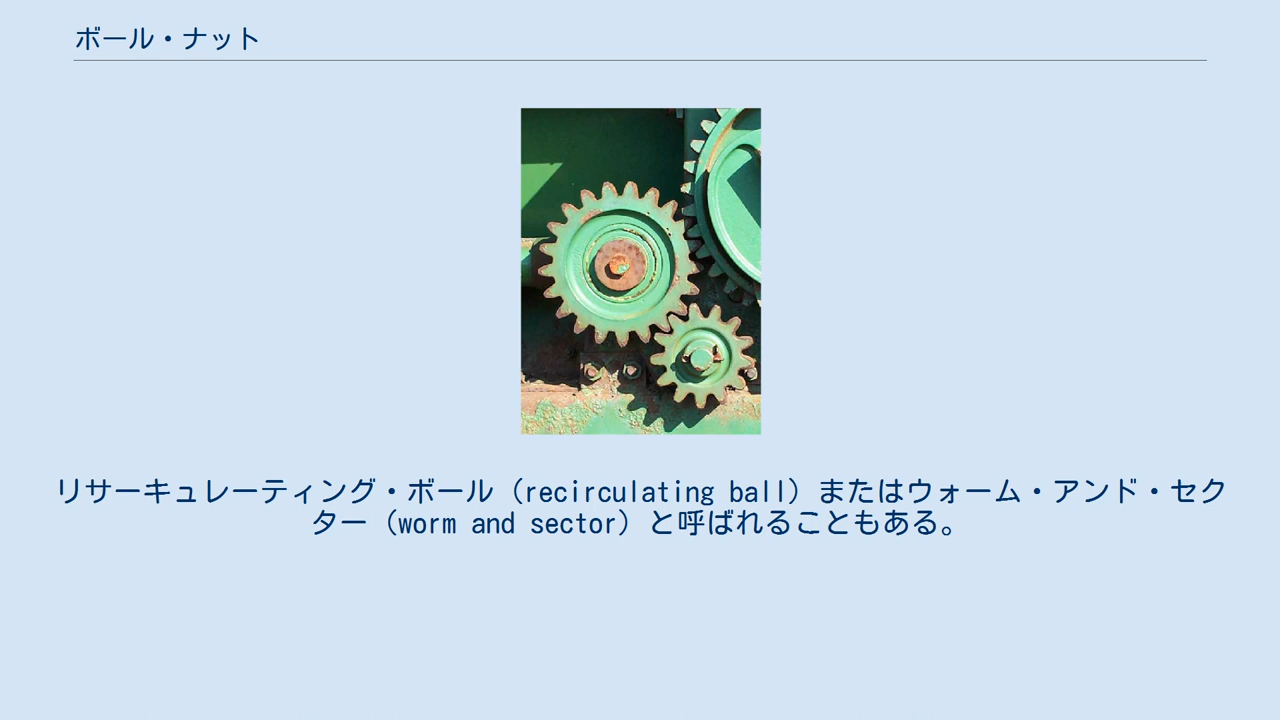 ボール・ナット
リサーキュレーティング・ボール（recirculating ball）またはウォーム・アンド・セク
ター（worm and sector）と呼ばれることもある。